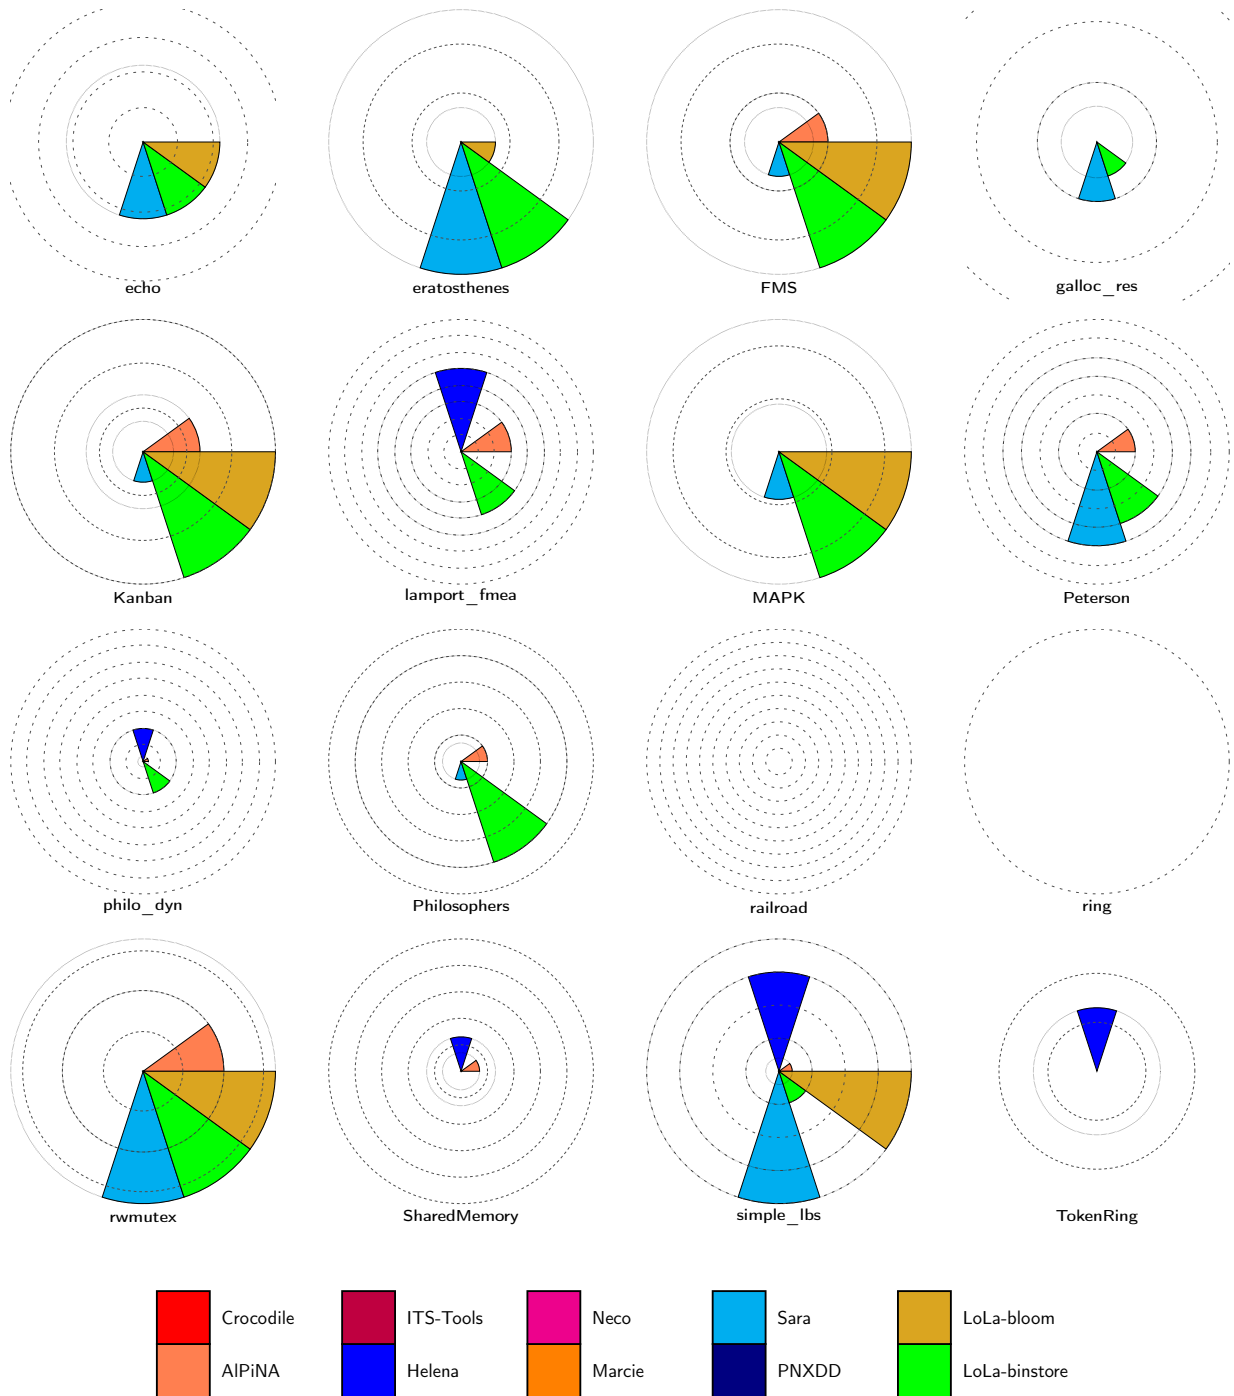 echo
eratosthenes
FMS
galloc_res
Kanban
lamport_fmea
MAPK
Peterson
philo_dyn
Philosophers
railroad
ring
rwmutex
SharedMemory
simple_lbs
TokenRing
Crocodile
ITS-Tools
Neco
Sara
LoLa-bloom
AlPiNA
Helena
Marcie
PNXDD
LoLa-binstore